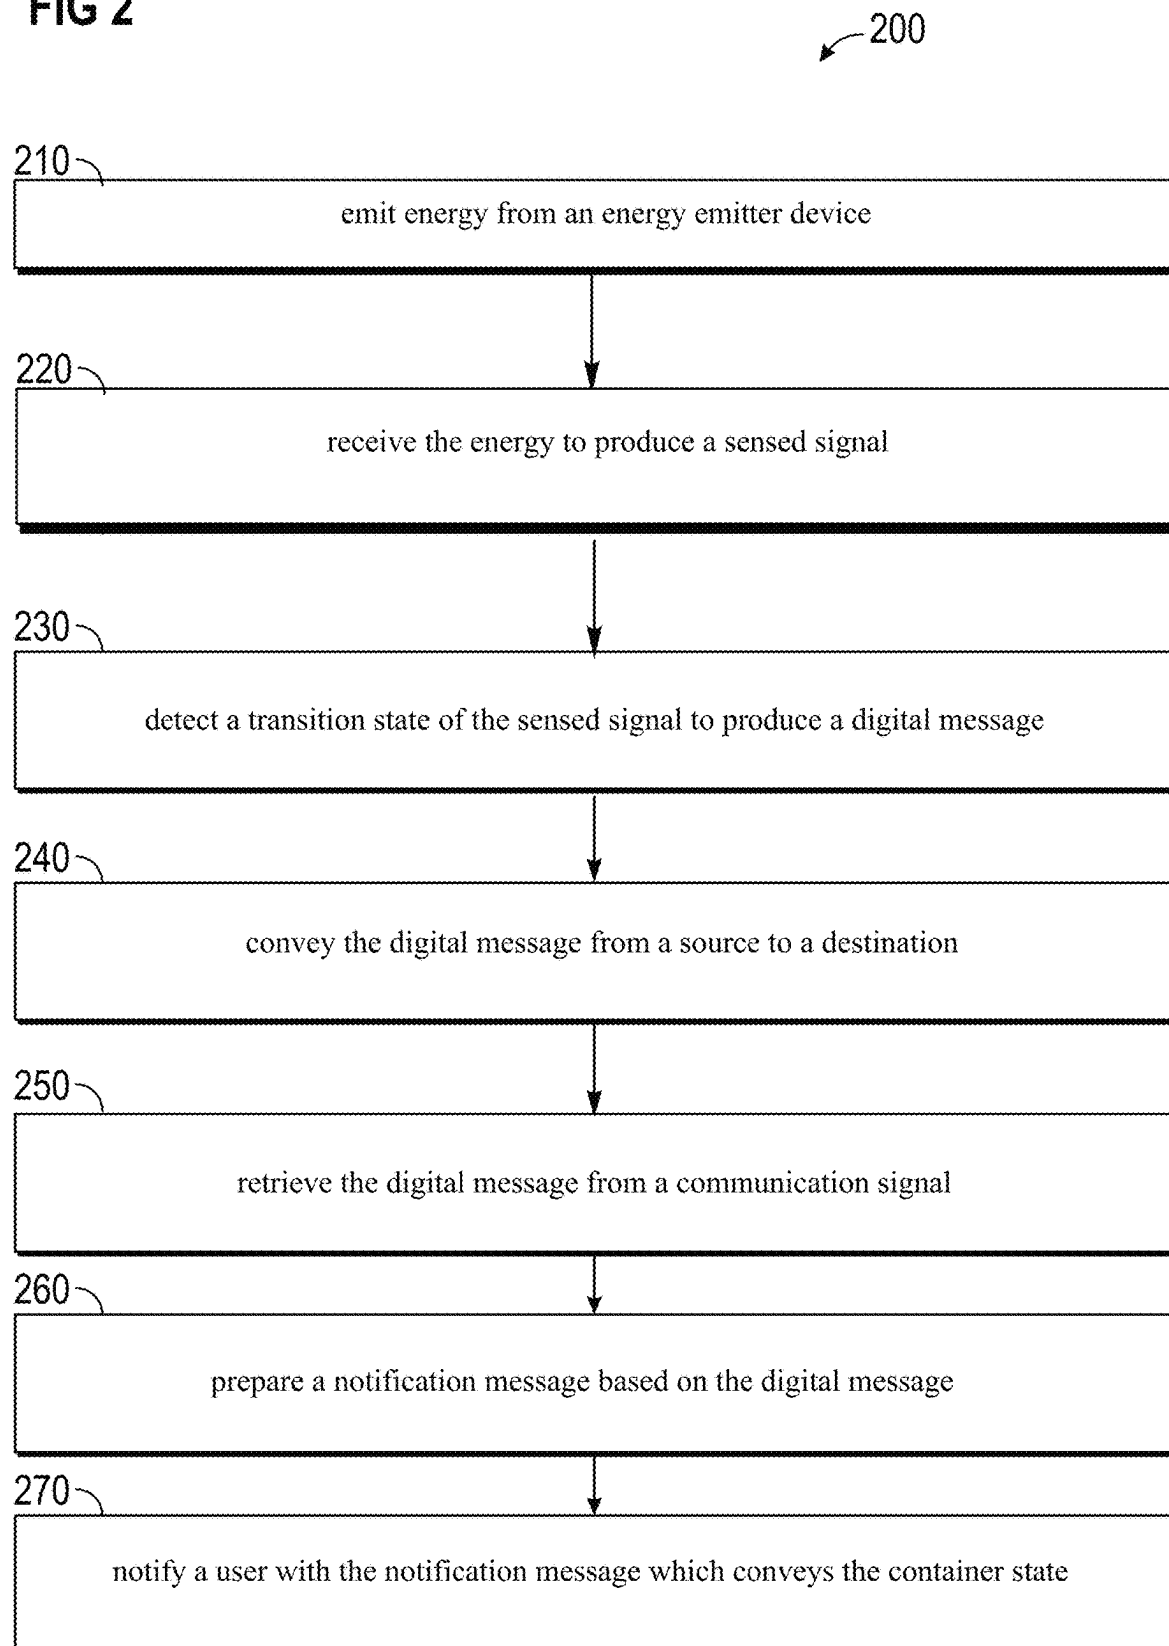 FIG 2
200
210
emit energy from an energy emitter device
220
receive the energy to produce a sensed signal
230
detect a transition state of the sensed signal to produce a digital message
240
convey the digital message from a source to a destination
250
retrieve the digital message from a communication signal
260
prepare a notification message based on the digital message
270
notify a user with the notification message which conveys the container state